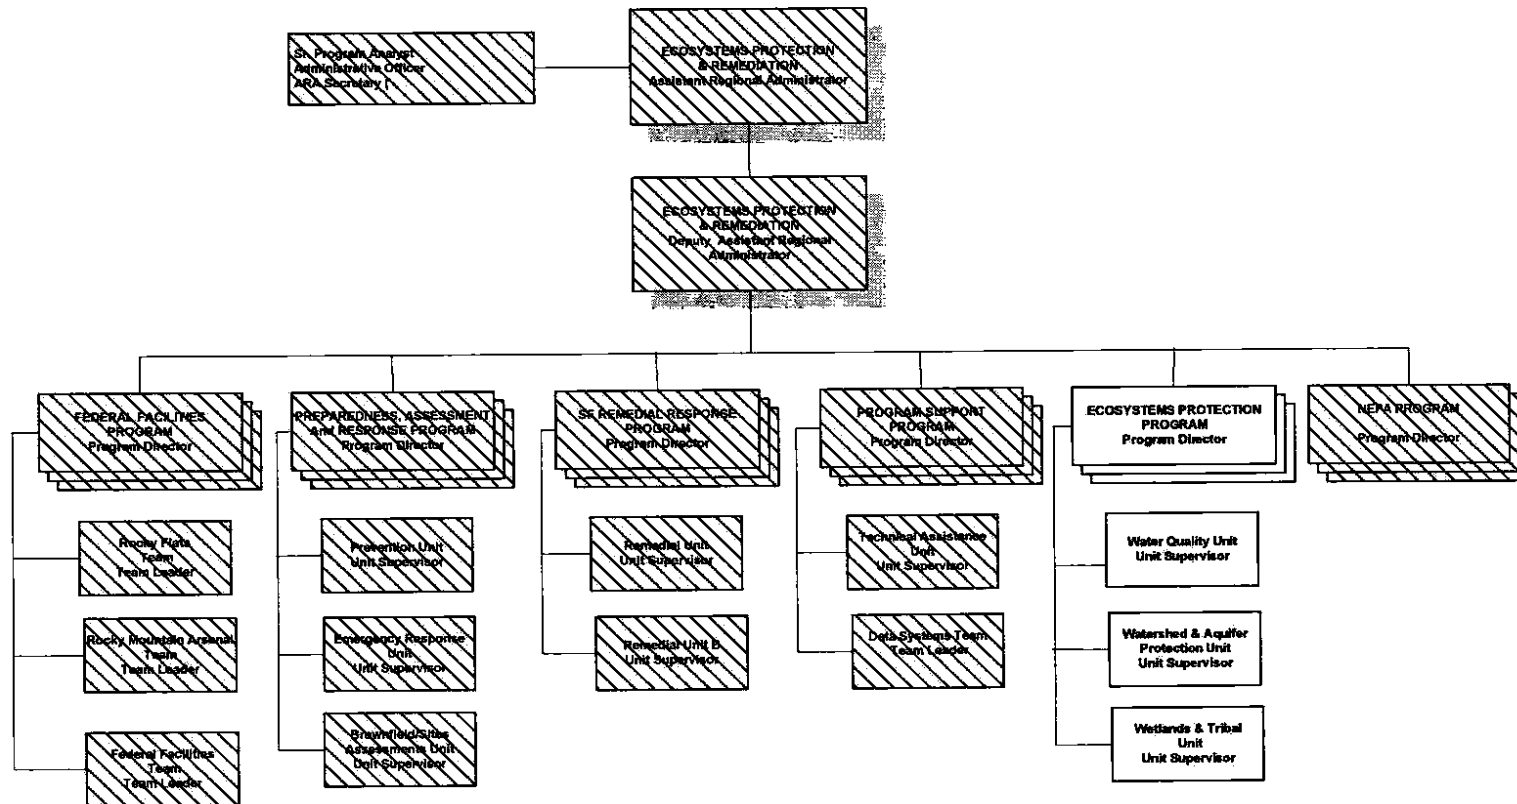 Sr. Program Analyst
Administrative Officer
ARA Secretary
ECOSYSTEMS PROTECTION
& REMEDIATION
Assistant Regional Administrator
ECOSYSTEMS PROTECTION
& REMEDIATION
Deputy Assistant Regional
Administrator
FEDERAL FACILITIES
PROGRAM
Program Director
Rocky Flats
Team
Team Leader
Rocky Mountain Arsenal
Team
Team Leader
Federal Facilities
Team
Team Leader
PREPAREDNESS, ASSESSMENT
And RESPONSE PROGRAM
Program Director
Prevention Unit
Unit Supervisor
Emergency Response
Unit
Unit Supervisor
Brownfield/Sites
Assessments Unit
Unit Supervisor
SF REMEDIAL RESPONSE
PROGRAM
Program Director
Remedial Unit
Unit Supervisor
Remedial Unit B
Unit Supervisor
PROGRAM SUPPORT
PROGRAM
Program Director
Technical Assistance
Unit
Unit Supervisor
Data Systems Team
Team Leader
ECOSYSTEMS PROTECTION
PROGRAM
Program Director
Water Quality Unit
Unit Supervisor
Watershed & Aquifer
Protection Unit
Unit Supervisor
Wetlands & Tribal
Unit
Unit Supervisor
NEPA PROGRAM
Program Director